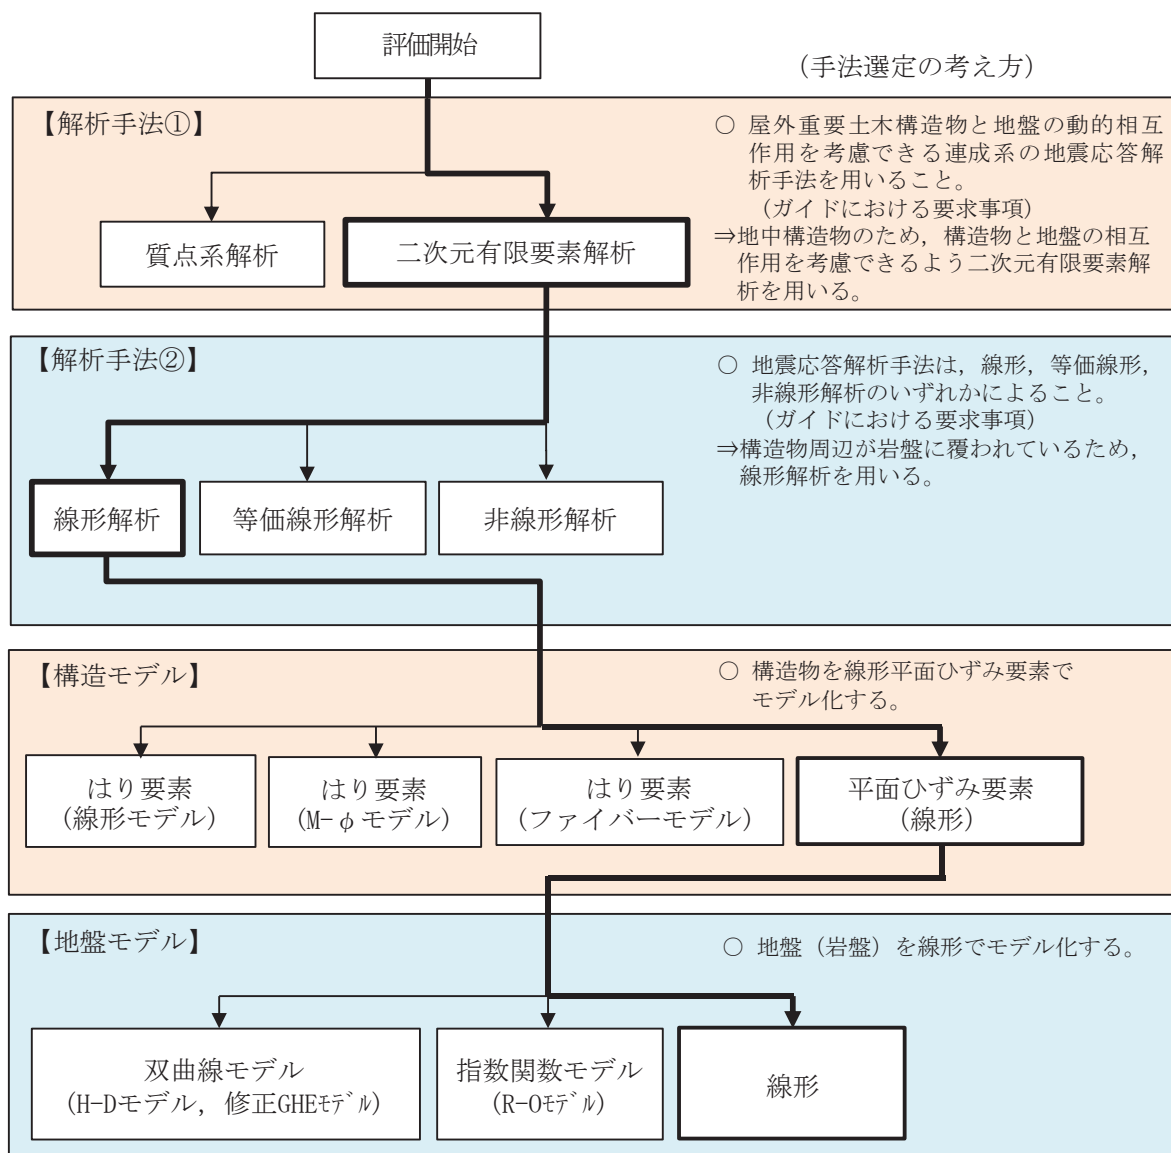 評価開始
(手法選定の考え方)
【解析手法①】
○ 屋外重要土木構造物と地盤の動的相互
作用を考慮できる連成系の地震応答解
析手法を用いること。
(ガイドにおける要求事項)
⇒地中構造物のため，構造物と地盤の相互
作用を考慮できるよう二次元有限要素解
析を用いる。
質点系解析
二次元有限要素解析
【解析手法②】
○ 地震応答解析手法は，線形，等価線形，
非線形解析のいずれかによること。
(ガイドにおける要求事項)
⇒構造物周辺が岩盤に覆われているため，
線形解析を用いる。
線形解析
等価線形解析
非線形解析
【構造モデル】
○ 構造物を線形平面ひずみ要素で
モデル化する。
はり要素
(線形モデル)
はり要素
(M-φモデル)
はり要素
(ファイバーモデル)
平面ひずみ要素
(線形)
【地盤モデル】
○ 地盤（岩盤）を線形でモデル化する。
双曲線モデル
(H-Dモデル，修正GHEﾓﾃﾞﾙ)
指数関数モデル
(R-Oﾓﾃﾞﾙ)
線形